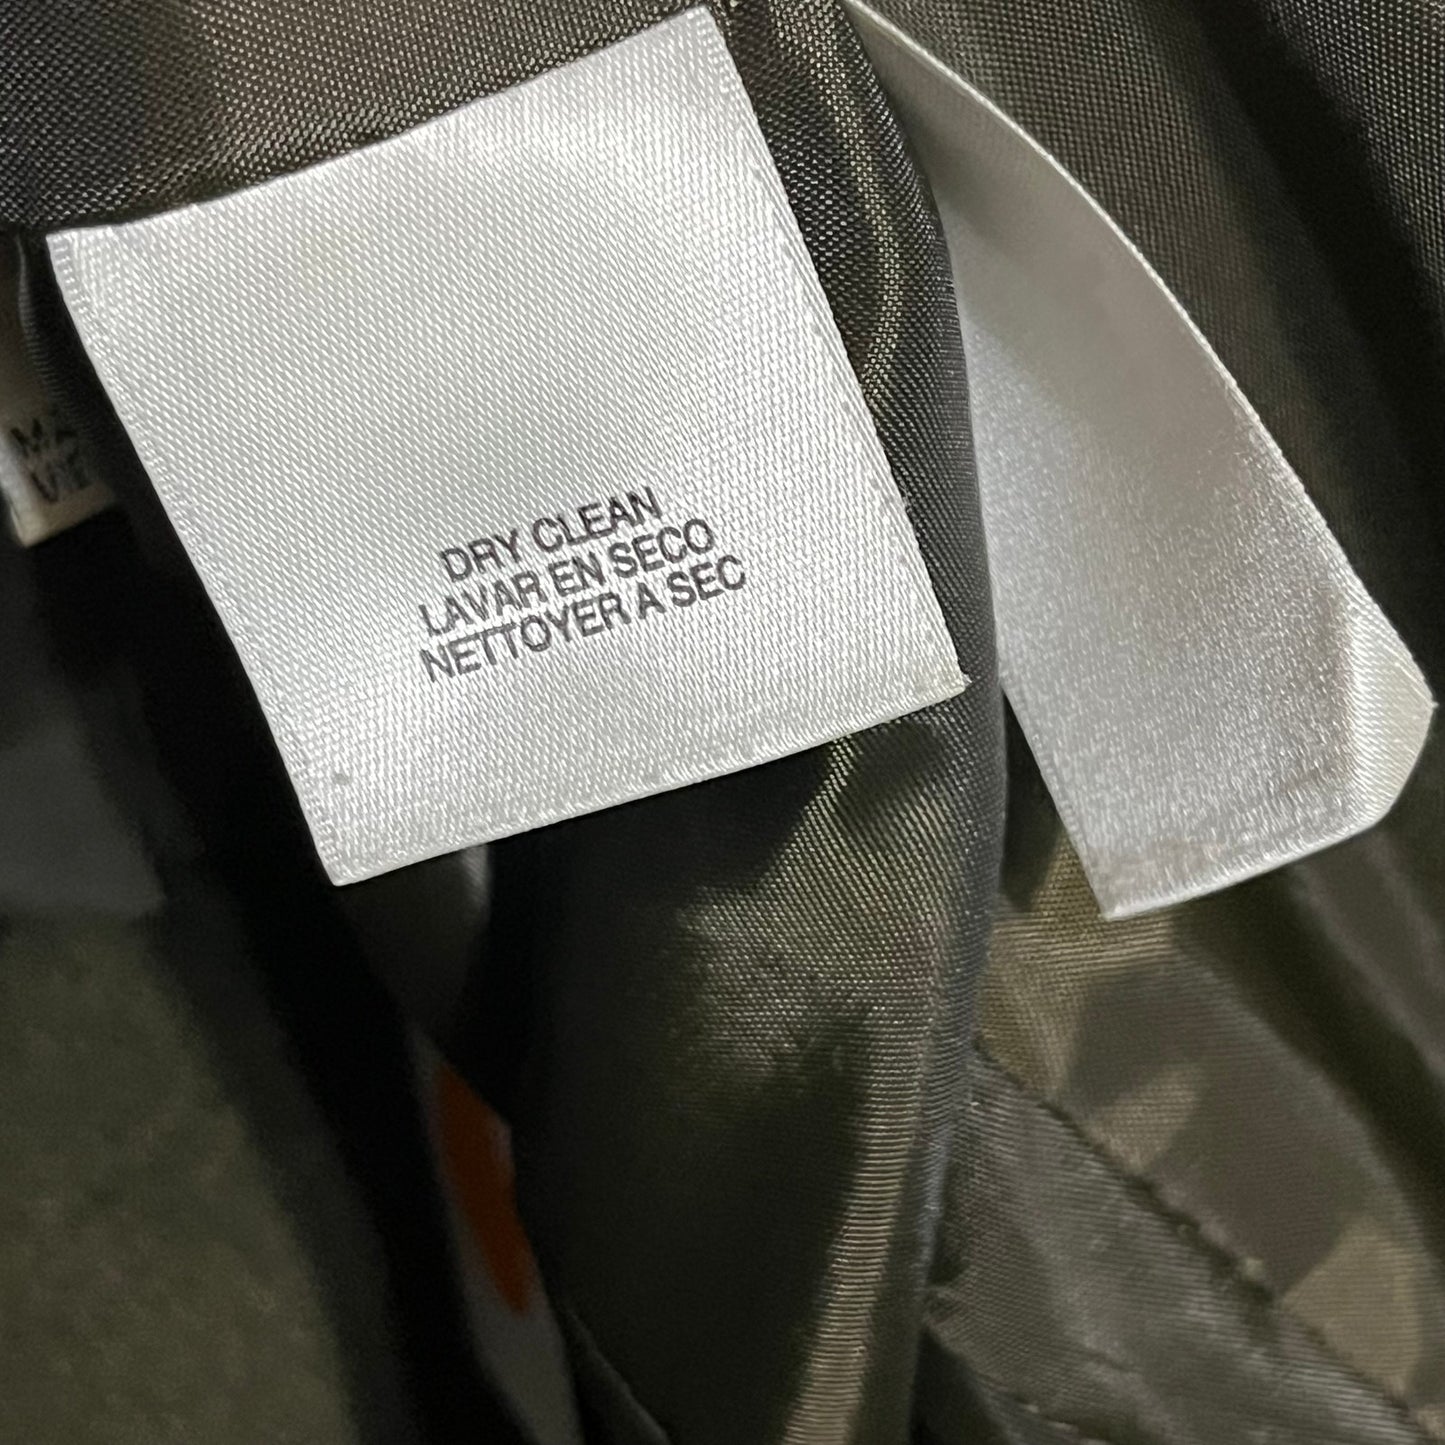 DRY CLEAN
LAVAR EN SECO
NETTOYER A SEC